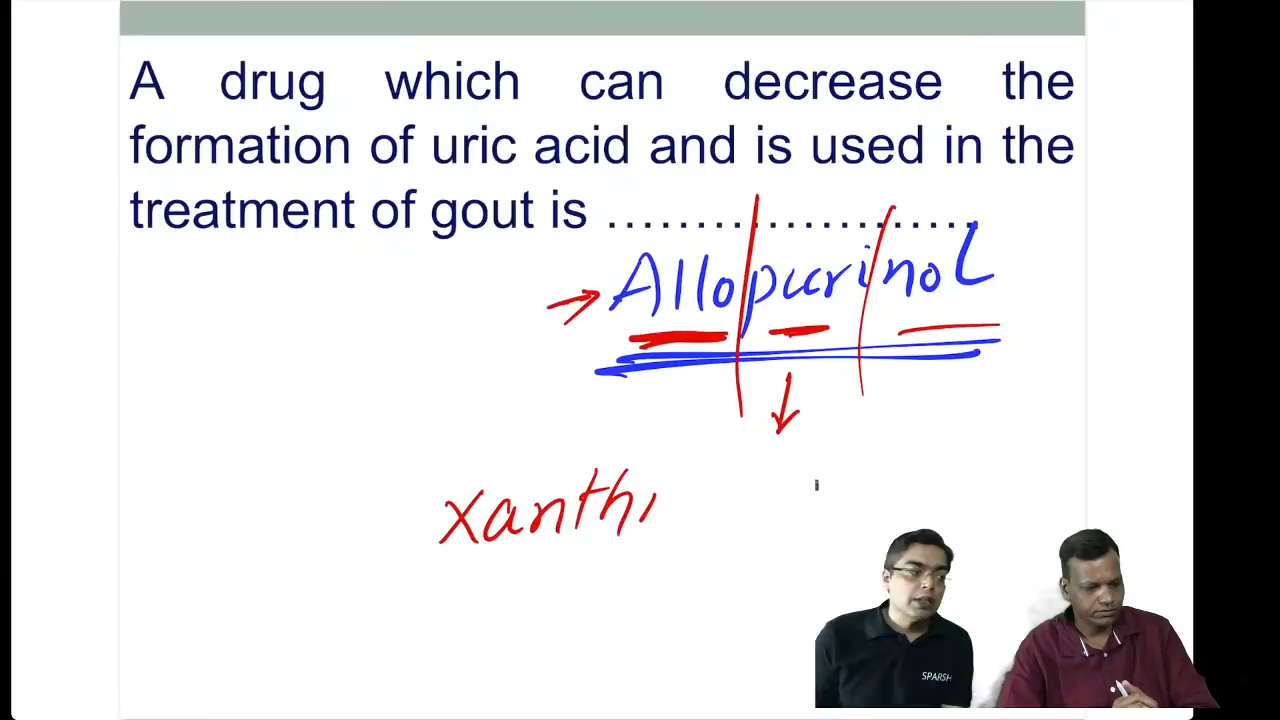 A drug which can decrease the
formation of uric acid and is used in the
treatment of gout is .....................
Allopurinol
xanthi
SPARSH